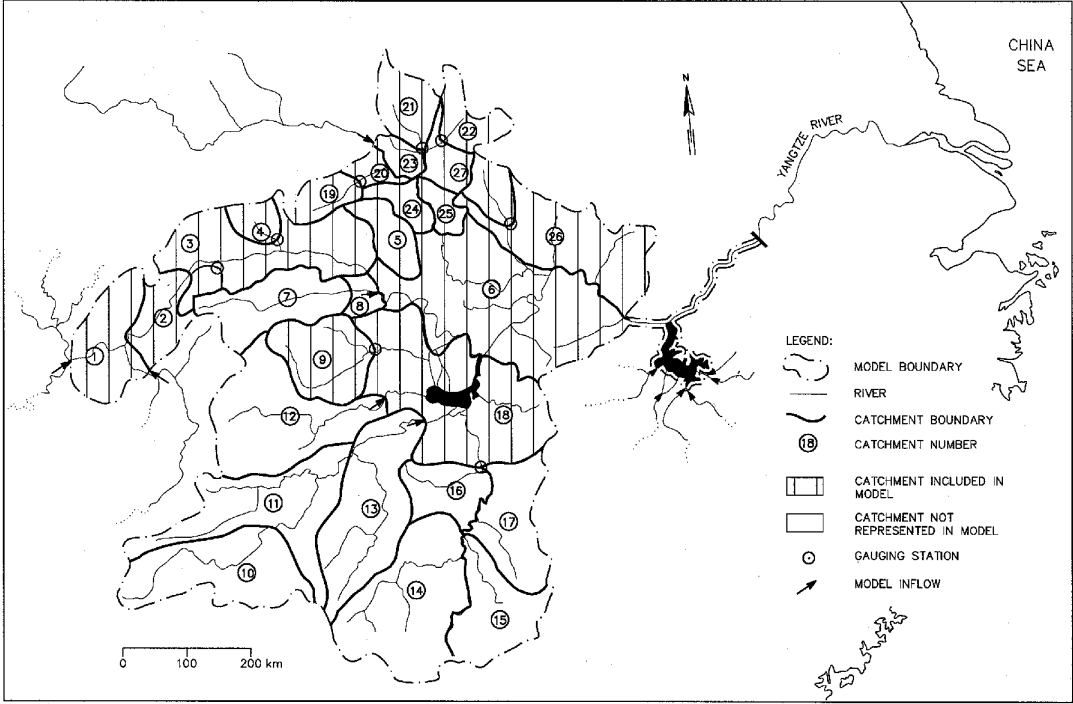 CHINA
SEA
N
YANGTZE RIVER
21
22
23
27
20
19
24
25
4
3
5
26
6
7
8
2
1
9
12
18
16
11
13
17
10
14
15
LEGEND:
MODEL BOUNDARY
RIVER
CATCHMENT BOUNDARY
18 CATCHMENT NUMBER
CATCHMENT INCLUDED IN
MODEL
CATCHMENT NOT
REPRESENTED IN MODEL
GAUGING STATION
MODEL INFLOW
0 100 200 km